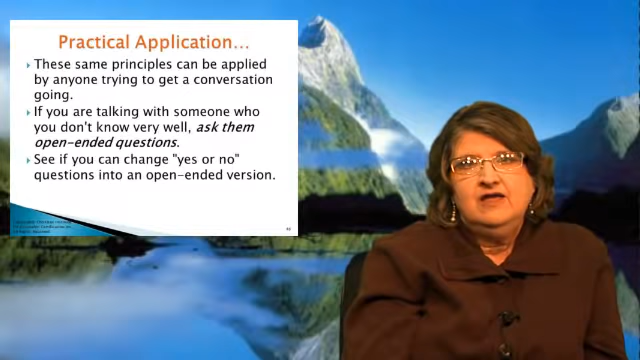 Practical Application…
These same principles can be applied
by anyone trying to get a conversation
going.
If you are talking with someone who
you don't know very well, ask them
open-ended questions.
See if you can change "yes or no"
questions into an open-ended version.